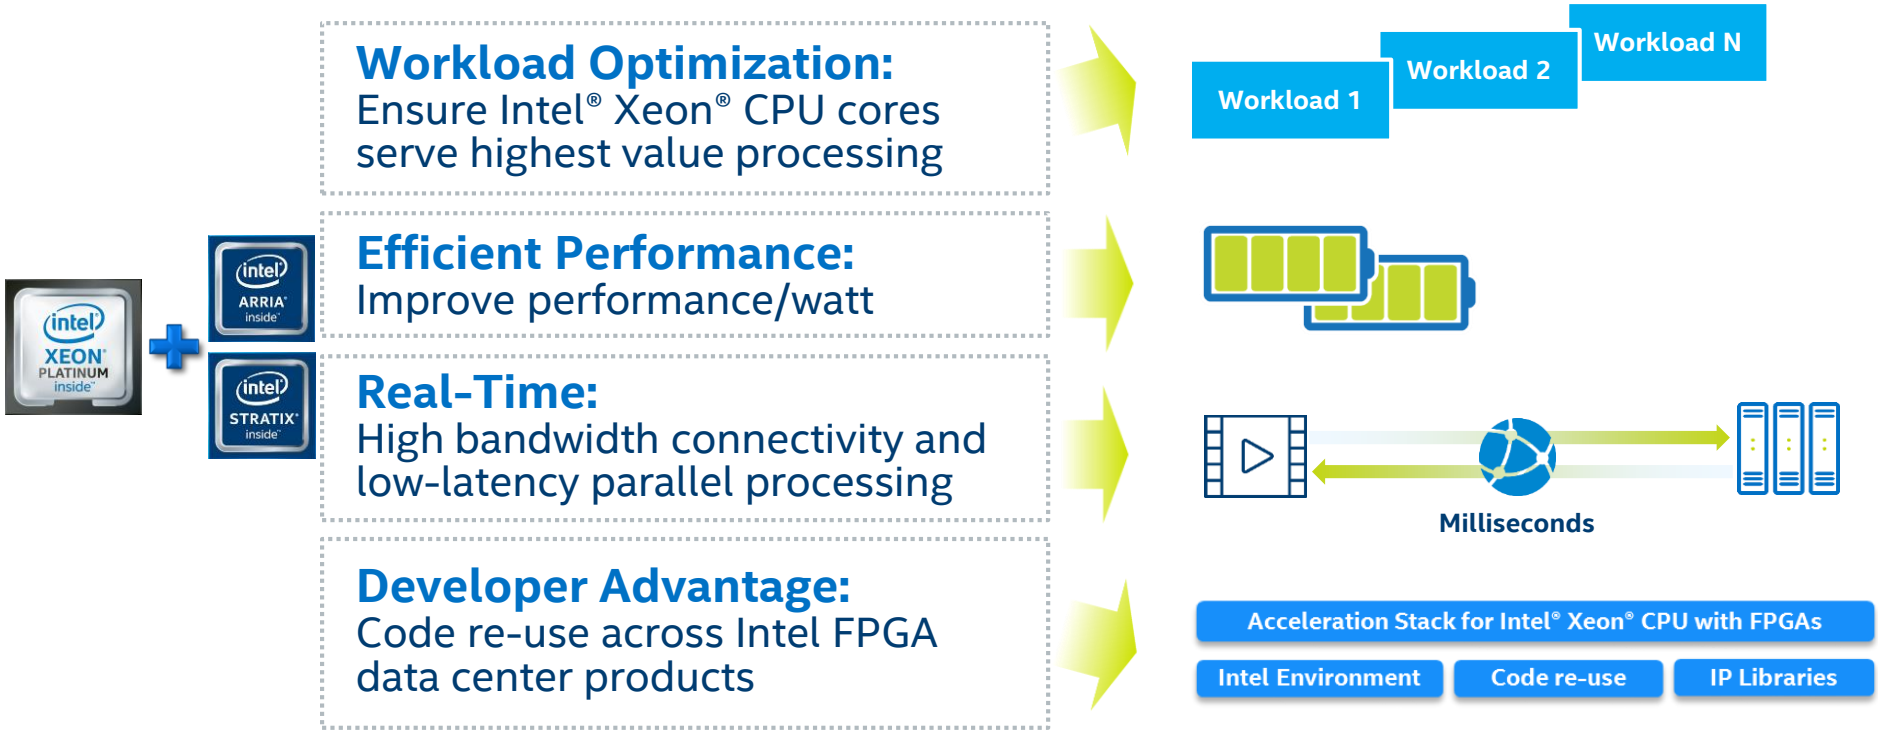 Workload Optimization:
Ensure Intel® Xeon® CPU cores
serve highest value processing
Workload 1
Workload 2
Workload N
intel®
XEON®
PLATINUM
inside™
intel®
ARRIA®
inside™
intel®
STRATIX®
inside™
Efficient Performance:
Improve performance/watt
Real-Time:
High bandwidth connectivity and
low-latency parallel processing
Milliseconds
Developer Advantage:
Code re-use across Intel FPGA
data center products
Acceleration Stack for Intel® Xeon® CPU with FPGAs
Intel Environment
Code re-use
IP Libraries